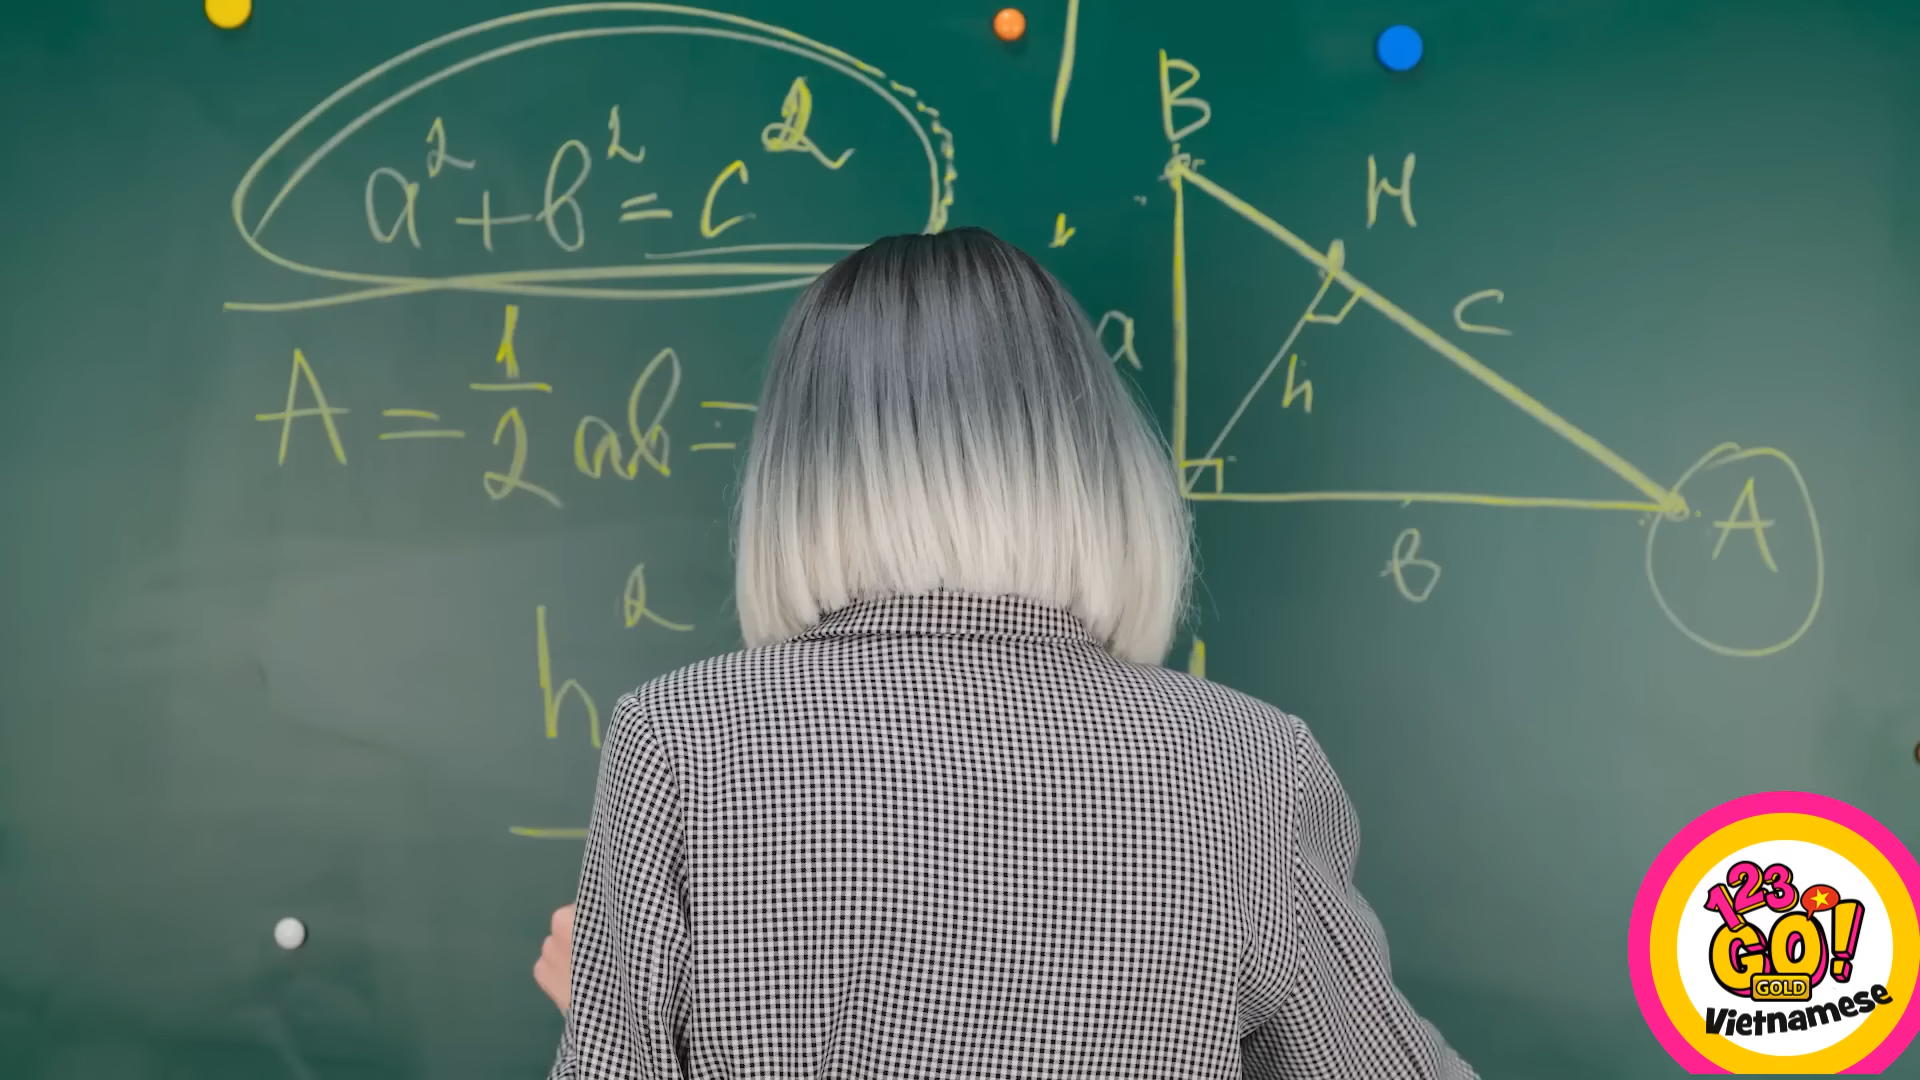 a² + b² = c²
A = 1/2 ab =
h²
B
H
a
c
h
b
A
123 GO!
GOLD
Vietnamese